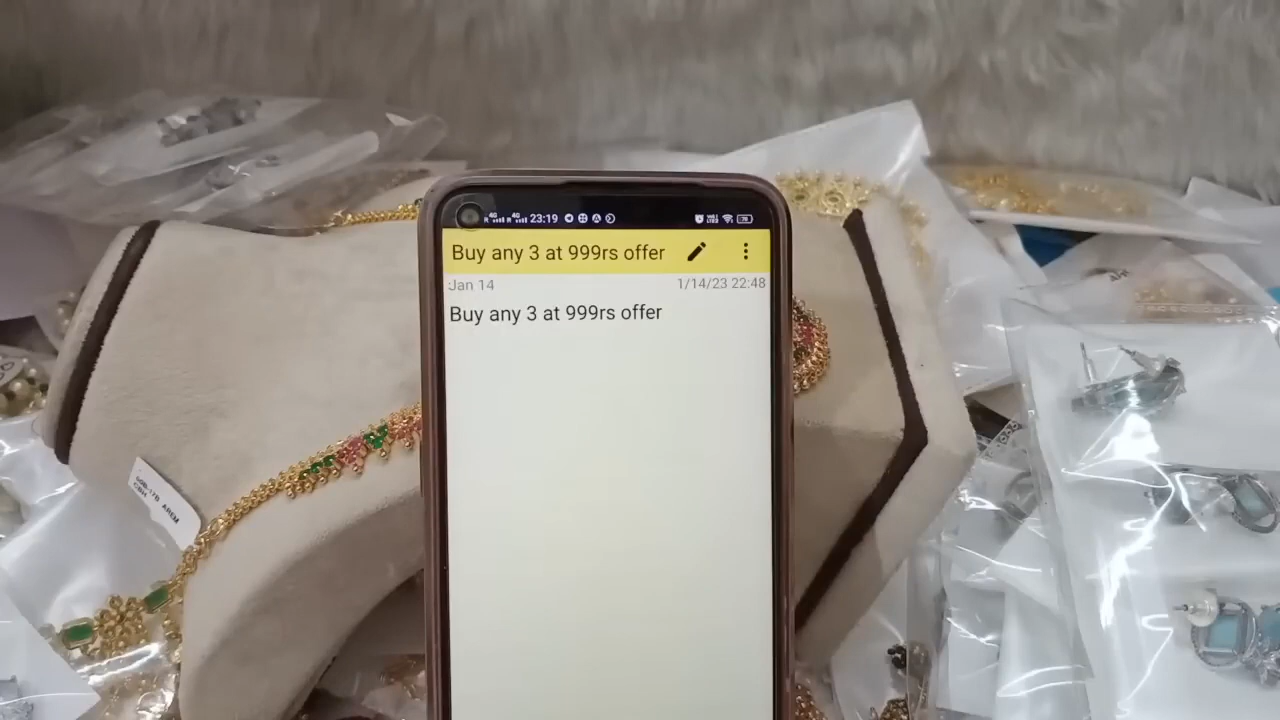 23:19
Buy any 3 at 999rs offer
Jan 14
1/14/23 22:48
Buy any 3 at 999rs offer